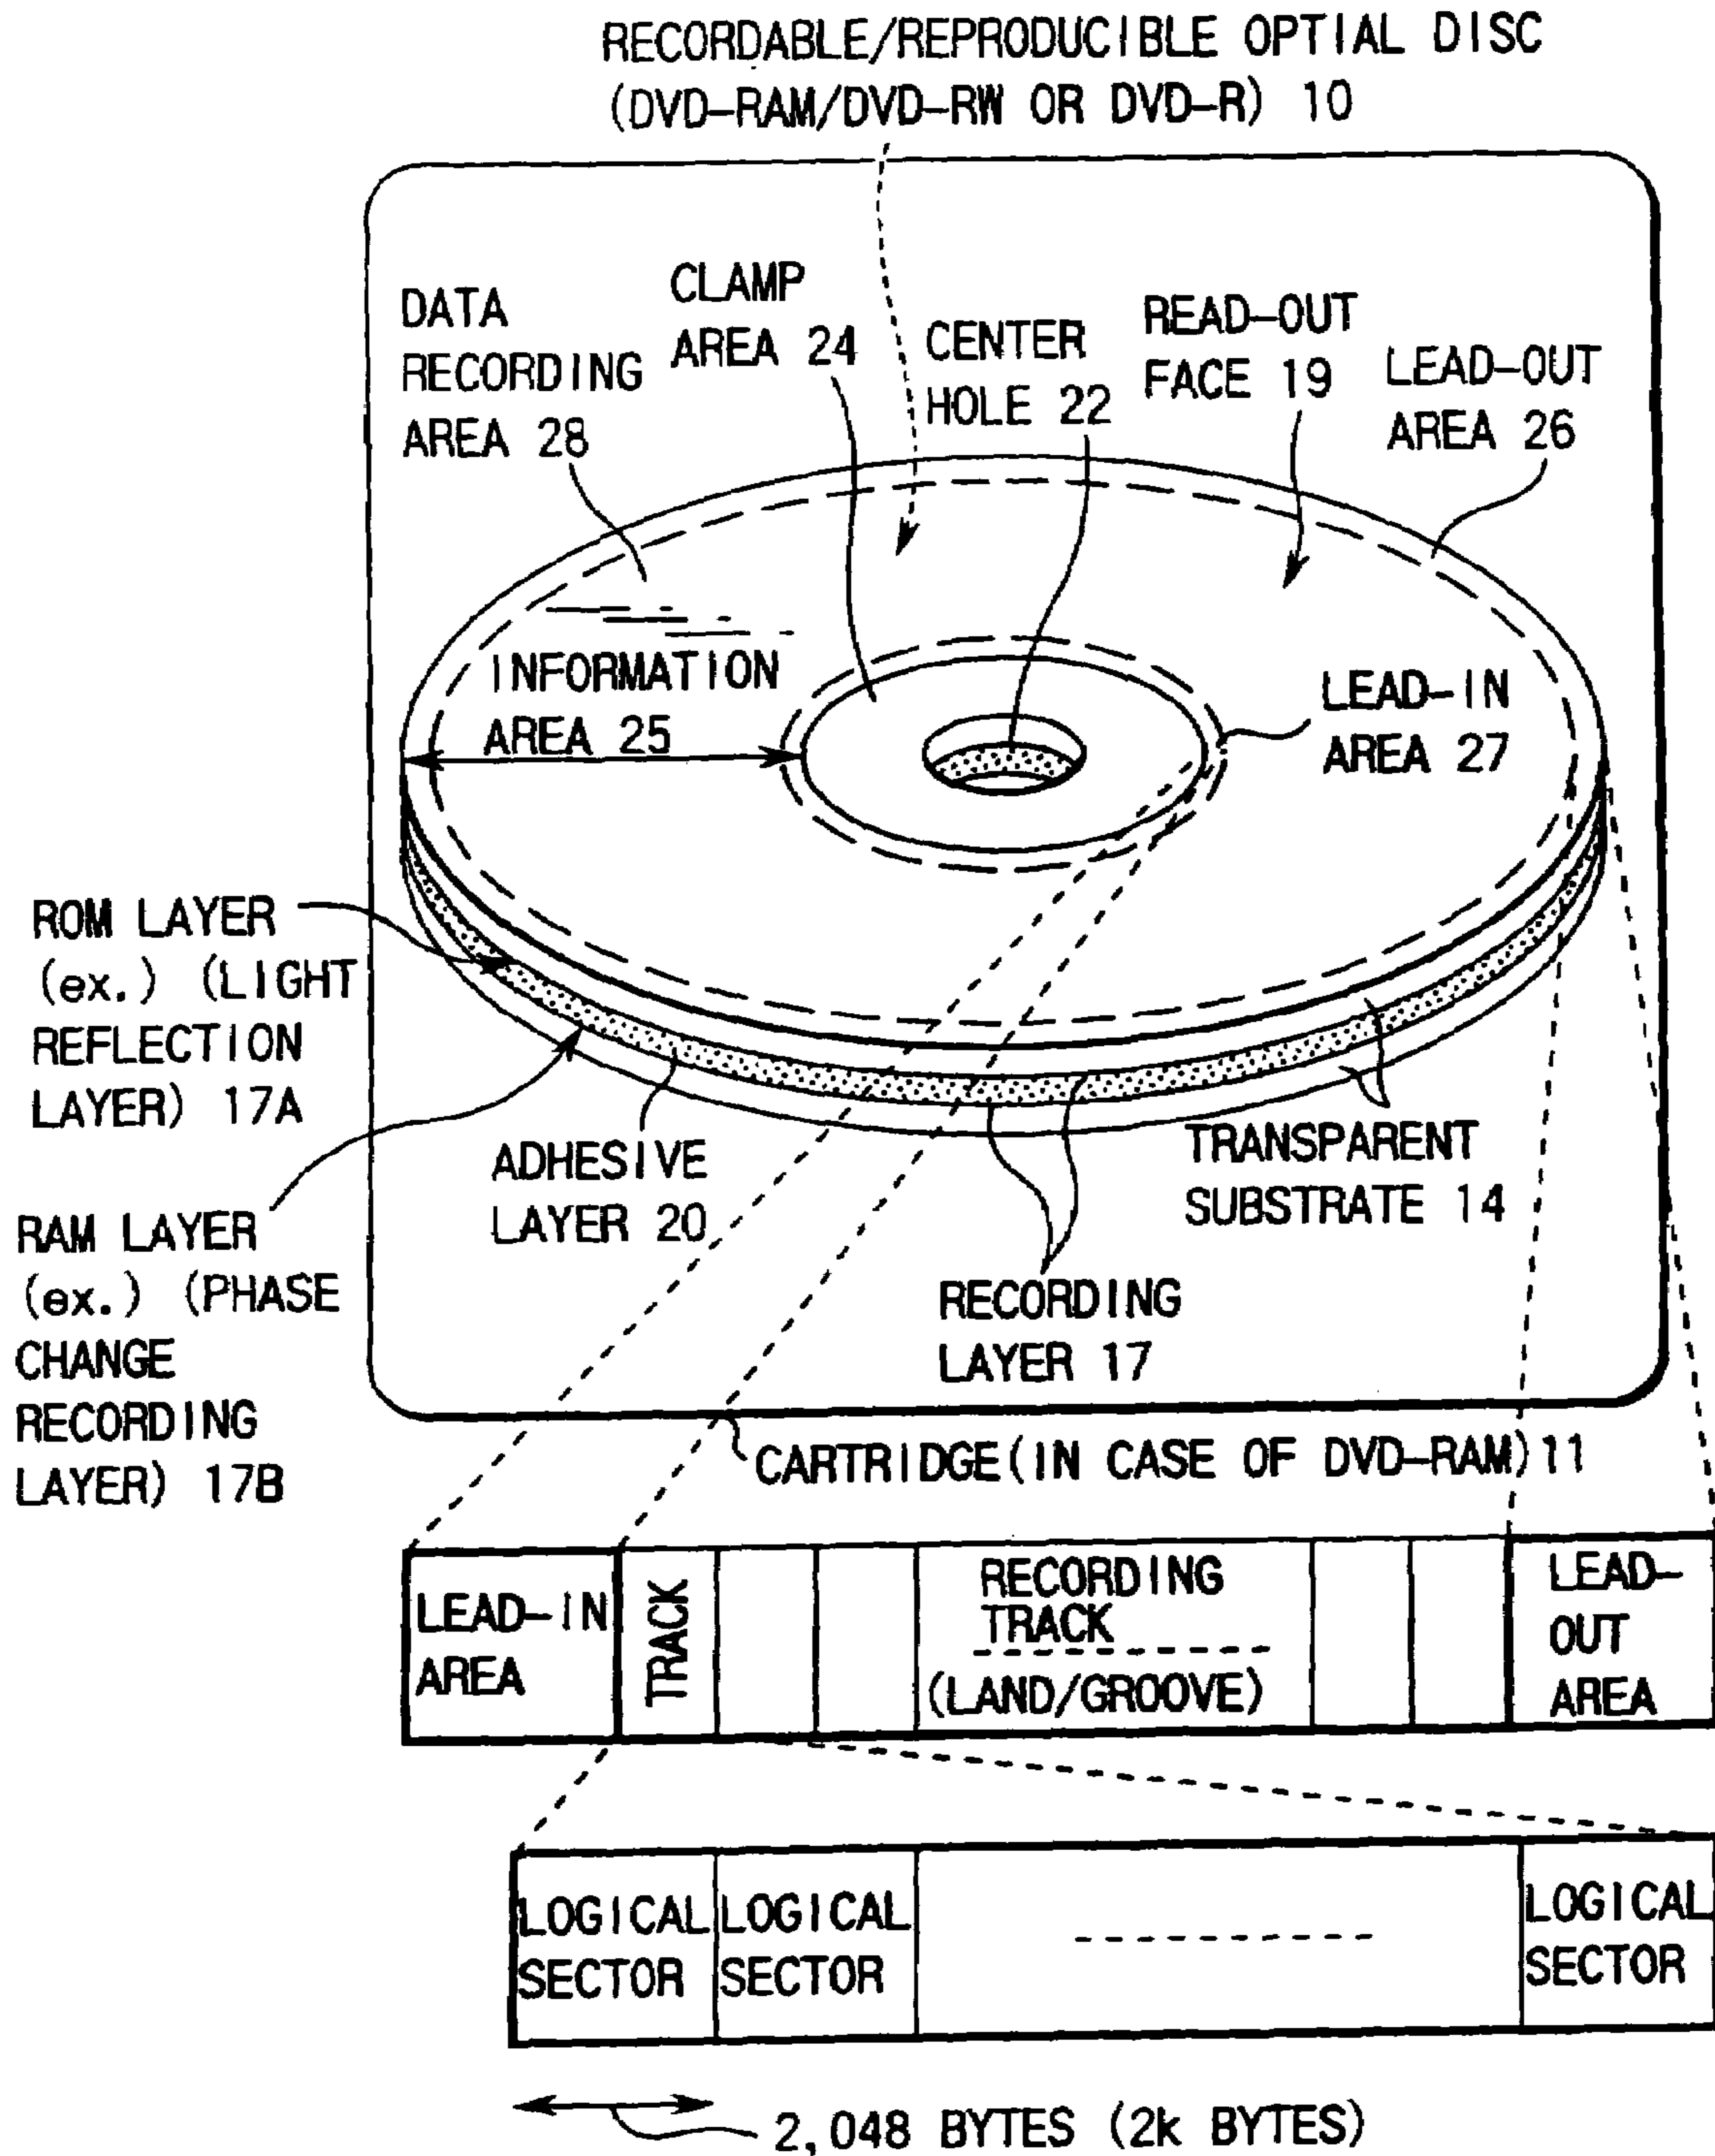 RECORDABLE/REPRODUCIBLE OPTIAL DISC
(DVD-RAM/DVD-RW OR DVD-R) 10
DATA
RECORDING
AREA 28
CLAMP
AREA 24
CENTER
HOLE 22
READ-OUT
FACE 19
LEAD-OUT
AREA 26
INFORMATION
AREA 25
LEAD-IN
AREA 27
ROM LAYER
(ex.) (LIGHT
REFLECTION
LAYER) 17A
ADHESIVE
LAYER 20
TRANSPARENT
SUBSTRATE 14
RAM LAYER
(ex.) (PHASE
CHANGE
RECORDING
LAYER) 17B
RECORDING
LAYER 17
CARTRIDGE(IN CASE OF DVD-RAM)11
LEAD-IN
AREA
TRACK
RECORDING
TRACK
(LAND/GROOVE)
LEAD-
OUT
AREA
LOGICAL
SECTOR
LOGICAL
SECTOR
LOGICAL
SECTOR
2,048 BYTES (2k BYTES)